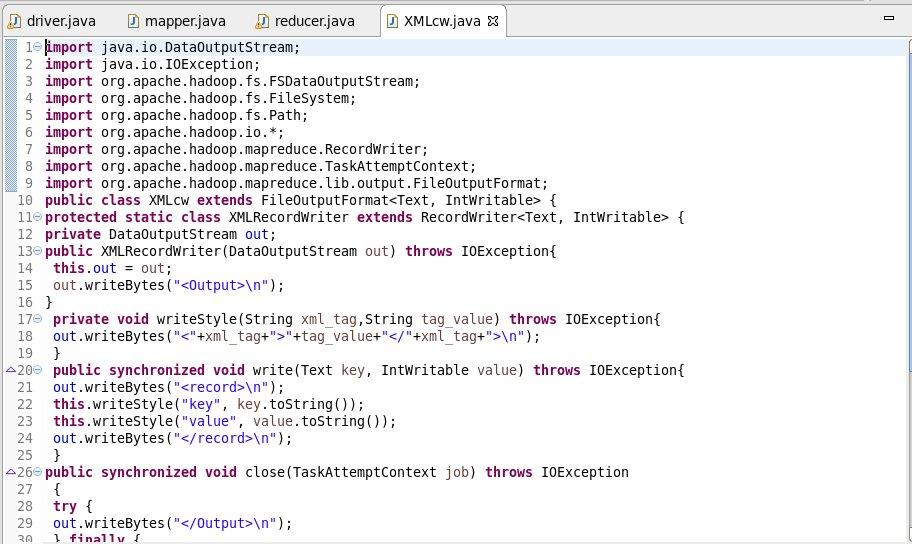 driver.java mapper.java reducer.java XMLcw.java
1 import java.io.DataOutputStream;
2 import java.io.IOException;
3 import org.apache.hadoop.fs.FSDataOutputStream;
4 import org.apache.hadoop.fs.FileSystem;
5 import org.apache.hadoop.fs.Path;
6 import org.apache.hadoop.io.*;
7 import org.apache.hadoop.mapreduce.RecordWriter;
8 import org.apache.hadoop.mapreduce.TaskAttemptContext;
9 import org.apache.hadoop.mapreduce.lib.output.FileOutputFormat;
10 public class XMLcw extends FileOutputFormat<Text, IntWritable> {
11 protected static class XMLRecordWriter extends RecordWriter<Text, IntWritable> {
12 private DataOutputStream out;
13 public XMLRecordWriter(DataOutputStream out) throws IOException{
14 this.out = out;
15 out.writeBytes("<Output>\n");
16 }
17 private void writeStyle(String xml_tag,String tag_value) throws IOException{
18 out.writeBytes("<"+xml_tag+">"+tag_value+"</"+xml_tag+">\n");
19 }
20 public synchronized void write(Text key, IntWritable value) throws IOException{
21 out.writeBytes("<record>\n");
22 this.writeStyle("key", key.toString());
23 this.writeStyle("value", value.toString());
24 out.writeBytes("</record>\n");
25 }
26 public synchronized void close(TaskAttemptContext job) throws IOException
27 {
28 try {
29 out.writeBytes("</Output>\n");
30 } finally {